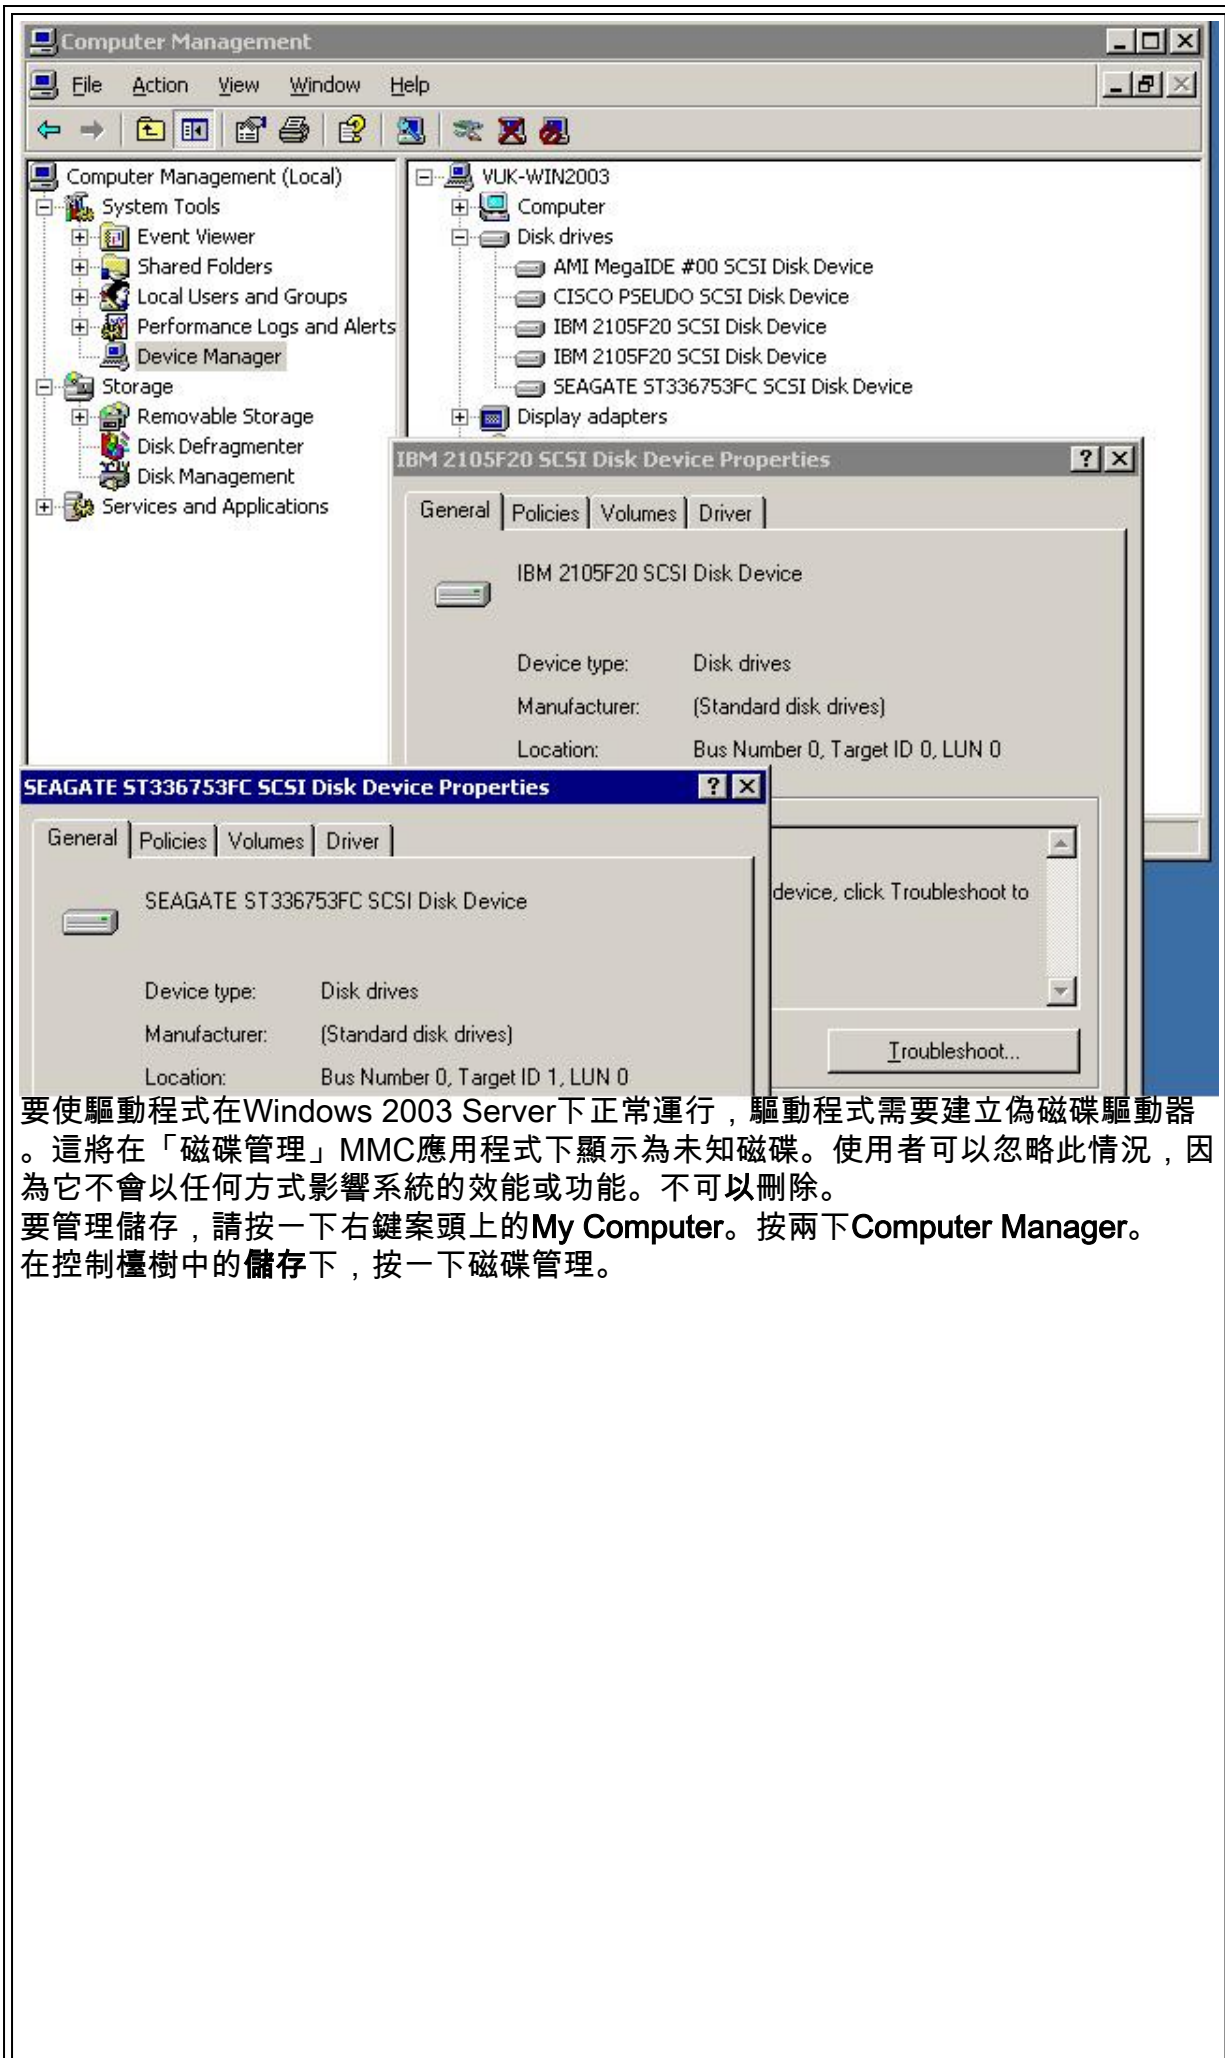 Computer Management
File Action View Window Help
Computer Management (Local)
System Tools
Event Viewer
Shared Folders
Local Users and Groups
Performance Logs and Alerts
Device Manager
Storage
Removable Storage
Disk Defragmenter
Disk Management
Services and Applications
VUK-WIN2003
Computer
Disk drives
AMI MegaIDE #00 SCSI Disk Device
CISCO PSEUDO SCSI Disk Device
IBM 2105F20 SCSI Disk Device
IBM 2105F20 SCSI Disk Device
SEAGATE ST336753FC SCSI Disk Device
Display adapters
IBM 2105F20 SCSI Disk Device Properties
General Policies Volumes Driver
IBM 2105F20 SCSI Disk Device
Device type: Disk drives
Manufacturer: (Standard disk drives)
Location: Bus Number 0, Target ID 0, LUN 0
device, click Troubleshoot to
Troubleshoot...
SEAGATE ST336753FC SCSI Disk Device Properties
General Policies Volumes Driver
SEAGATE ST336753FC SCSI Disk Device
Device type: Disk drives
Manufacturer: (Standard disk drives)
Location: Bus Number 0, Target ID 1, LUN 0
要使驅動程式在Windows 2003 Server下正常運行，驅動程式需要建立偽磁碟驅動器
。這將在「磁碟管理」MMC應用程式下顯示為未知磁碟。使用者可以忽略此情況，因
為它不會以任何方式影響系統的效能或功能。不可以刪除。
要管理儲存，請按一下右鍵案頭上的My Computer。按兩下Computer Manager。
在控制檯樹中的儲存下，按一下磁碟管理。